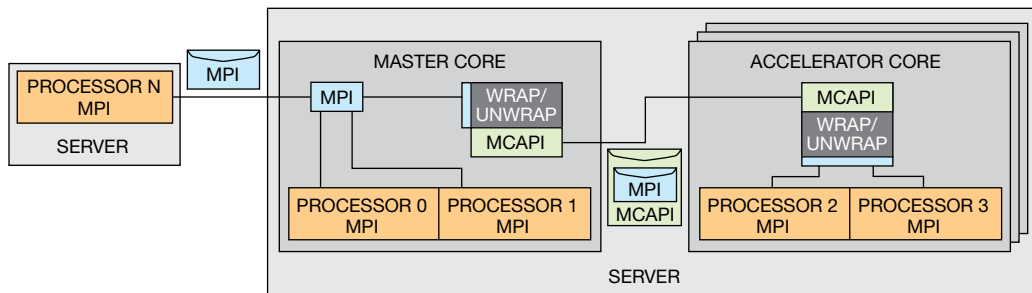 PROCESSOR N
MPI
SERVER
MPI
MASTER CORE
MPI
WRAP/
UNWRAP
MCAPI
PROCESSOR 0
MPI
PROCESSOR 1
MPI
MPI
MCAPI
ACCELERATOR CORE
MCAPI
WRAP/
UNWRAP
PROCESSOR 2
MPI
PROCESSOR 3
MPI
SERVER